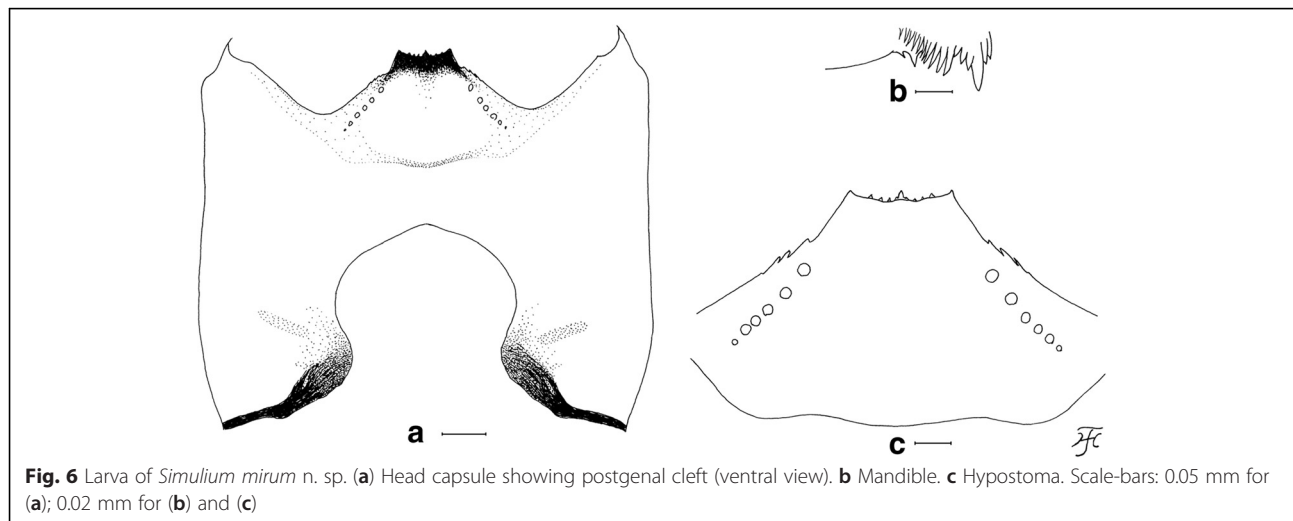 b
a
c
Fig. 6 Larva of Simulium mirum n. sp. (a) Head capsule showing postgenal cleft (ventral view). b Mandible. c Hypostoma. Scale-bars: 0.05 mm for
(a); 0.02 mm for (b) and (c)